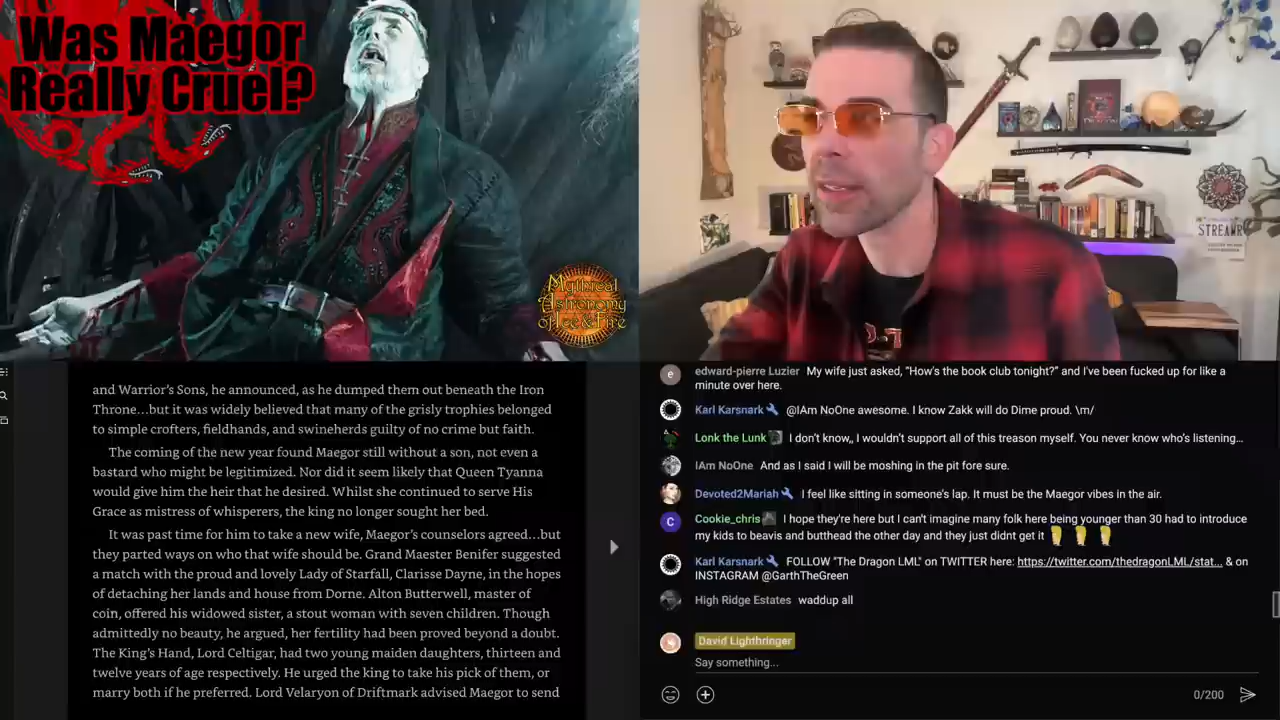 Was Maegor
Really Cruel?
Mythical
Astronomy
of Ice & Fire
STREAMR
and Warrior's Sons, he announced, as he dumped them out beneath the Iron
Throne…but it was widely believed that many of the grisly trophies belonged
to simple crofters, fieldhands, and swineherds guilty of no crime but faith.
The coming of the new year found Maegor still without a son, not even a
bastard who might be legitimized. Nor did it seem likely that Queen Tyanna
would give him the heir that he desired. Whilst she continued to serve His
Grace as mistress of whisperers, the king no longer sought her bed.
It was past time for him to take a new wife, Maegor's counselors agreed…but
they parted ways on who that wife should be. Grand Maester Benifer suggested
a match with the proud and lovely Lady of Starfall, Clarisse Dayne, in the hopes
of detaching her lands and house from Dorne. Alton Butterwell, master of
coin, offered his widowed sister, a stout woman with seven children. Though
admittedly no beauty, he argued, her fertility had been proved beyond a doubt.
The King's Hand, Lord Celtigar, had two young maiden daughters, thirteen and
twelve years of age respectively. He urged the king to take his pick of them, or
marry both if he preferred. Lord Velaryon of Driftmark advised Maegor to send
e edward-pierre Luzier My wife just asked, "How's the book club tonight?" and I've been fucked up for like a
minute over here.
Karl Karsnark @IAm NoOne awesome. I know Zakk will do Dime proud. \m/
Lonk the Lunk I don't know,, I wouldn't support all of this treason myself. You never know who's listening...
IAm NoOne And as I said I will be moshing in the pit fore sure.
Devoted2Mariah I feel like sitting in someone's lap. It must be the Maegor vibes in the air.
C Cookie_chris I hope they're here but I can't imagine many folk here being younger than 30 had to introduce
my kids to beavis and butthead the other day and they just didnt get it
Karl Karsnark FOLLOW "The Dragon LML" on TWITTER here: https://twitter.com/thedragonLML/stat... & on
INSTAGRAM @GarthTheGreen
High Ridge Estates waddup all
David Lightbringer
Say something...
0/200